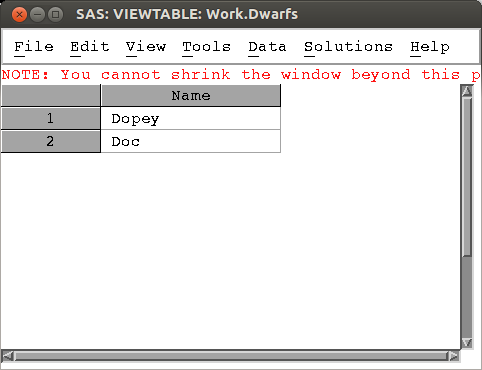 SAS: VIEWTABLE: Work.Dwarfs
File Edit View Tools Data Solutions Help
NOTE: You cannot shrink the window beyond this p
Name
1 Dopey
2 Doc